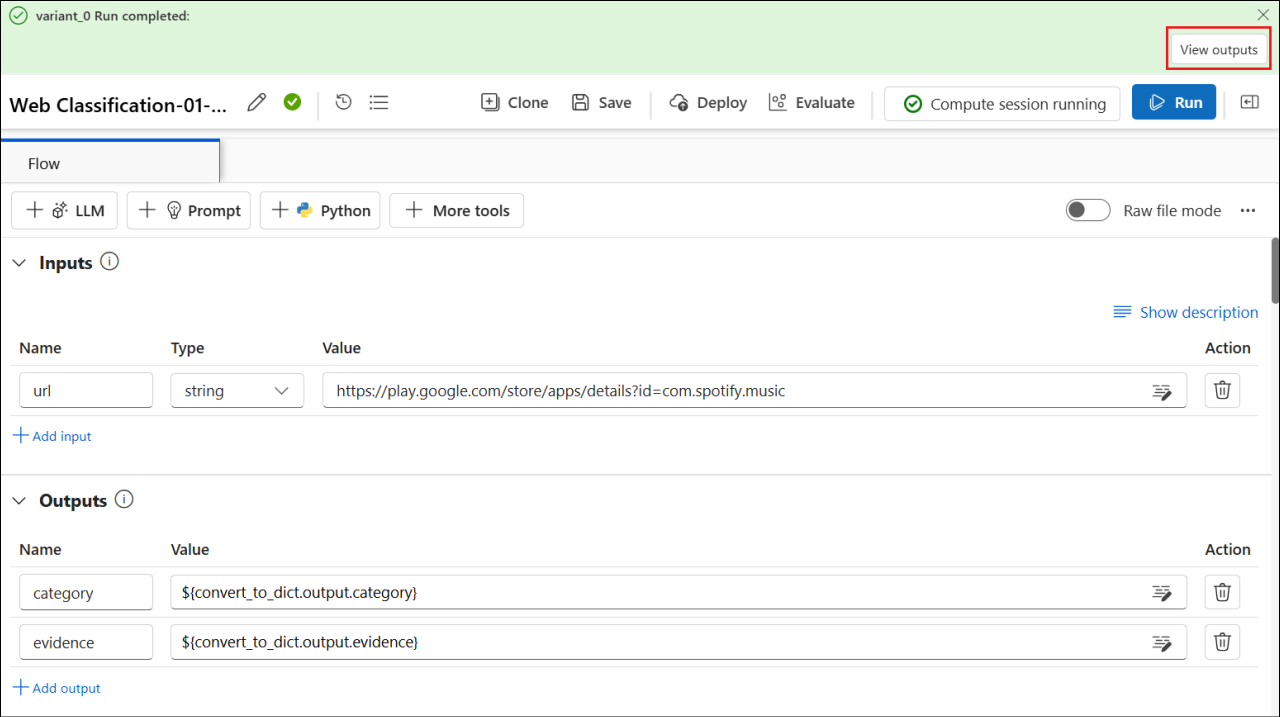 variant_0 Run completed:
View outputs
Web Classification-01-...
Clone
Save
Deploy
Evaluate
Compute session running
Run
Flow
LLM
Prompt
Python
More tools
Raw file mode
Inputs
Show description
Name Type Value Action
url string https://play.google.com/store/apps/details?id=com.spotify.music
Add input
Outputs
Name Value Action
category ${convert_to_dict.output.category}
evidence ${convert_to_dict.output.evidence}
Add output